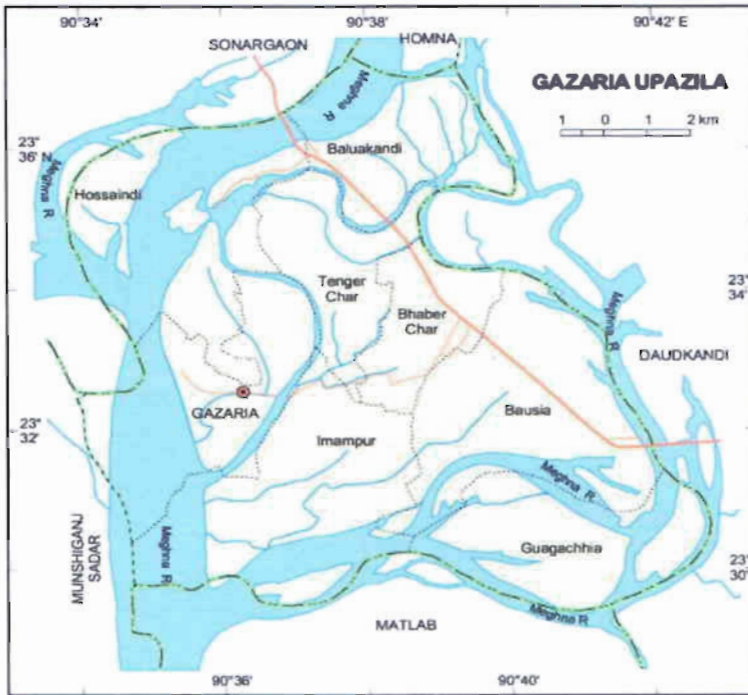 90°34'
90°38'
90°42' E
SONARGAON
HOMNA
GAZARIA UPAZILA
1 0 1 2 km
Meghna R
Meghna R
23°
36' N
Baluakandi
Hossaindi
Meghna R.
Tenger
Char
Bhaber
Char
23°
34'
Meghna R.
DAUDKANDI
GAZARIA
23°
32'
Bausia
Imampur
Meghna R.
MUNSHIGANJ
SADAR
Meghna R
Guagachhia
23°
30'
Meghna R
MATLAB
90°36'
90°40'